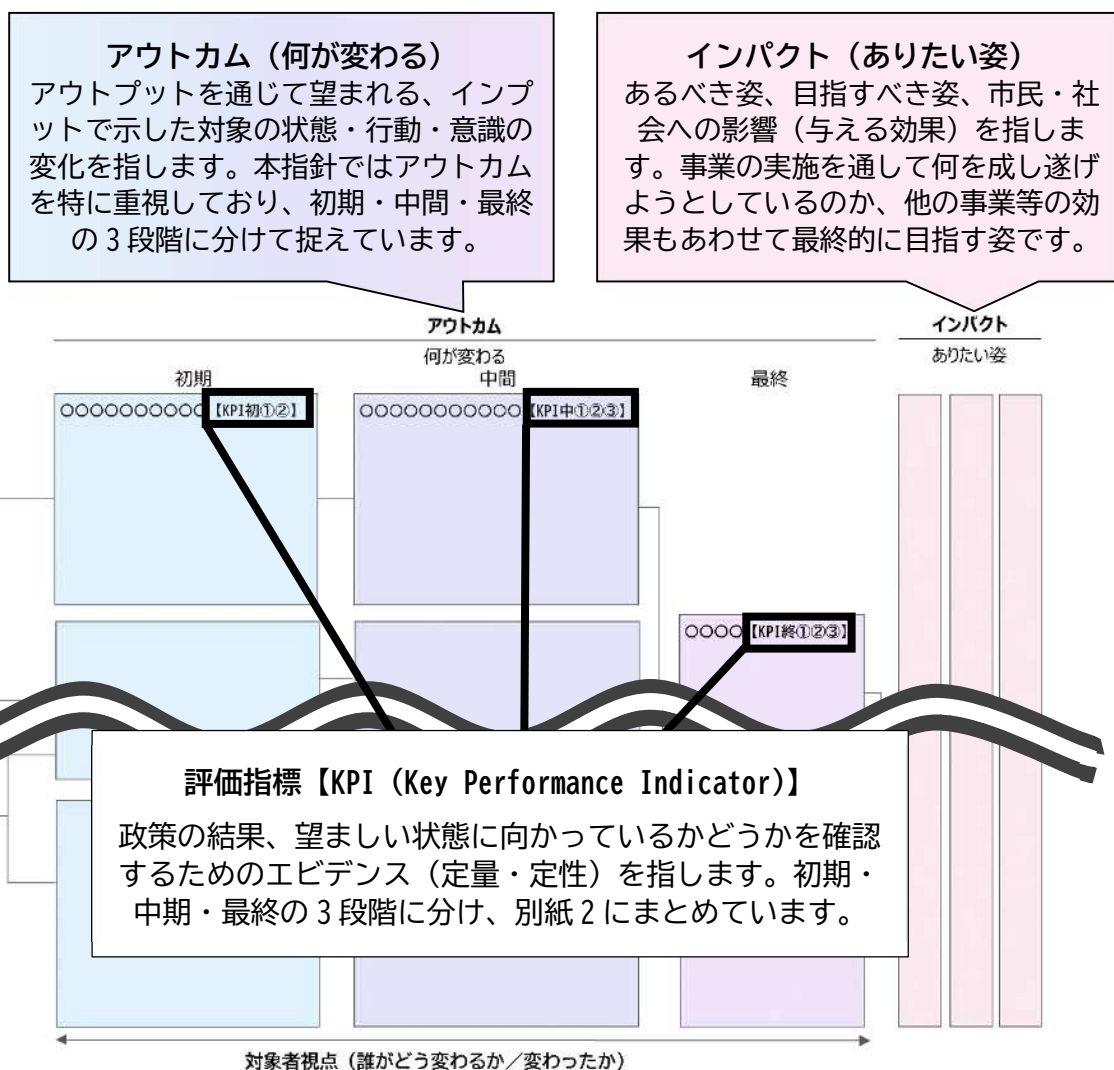 アウトカム（何が変わる）
アウトプットを通じて望まれる、インプ
ットで示した対象の状態・行動・意識の
変化を指します。本指針ではアウトカム
を特に重視しており、初期・中間・最終
の３段階に分けて捉えています。
インパクト（ありたい姿）
あるべき姿、目指すべき姿、市民・社
会への影響（与える効果）を指しま
す。事業の実施を通して何を成し遂げ
ようとしているのか、他の事業等の効
果もあわせて最終的に目指す姿です。
アウトカム
何が変わる
インパクト
ありたい姿
初期
中間
最終
○○○○○○○○○○【KPI初①②】
○○○○○○○○○○○【KPI中①②③】
○○○○【KPI終①②③】
評価指標【KPI（Key Performance Indicator）】
政策の結果、望ましい状態に向かっているかどうかを確認
するためのエビデンス（定量・定性）を指します。初期・
中期・最終の３段階に分け、別紙２にまとめています。
対象者視点（誰がどう変わるか／変わったか）